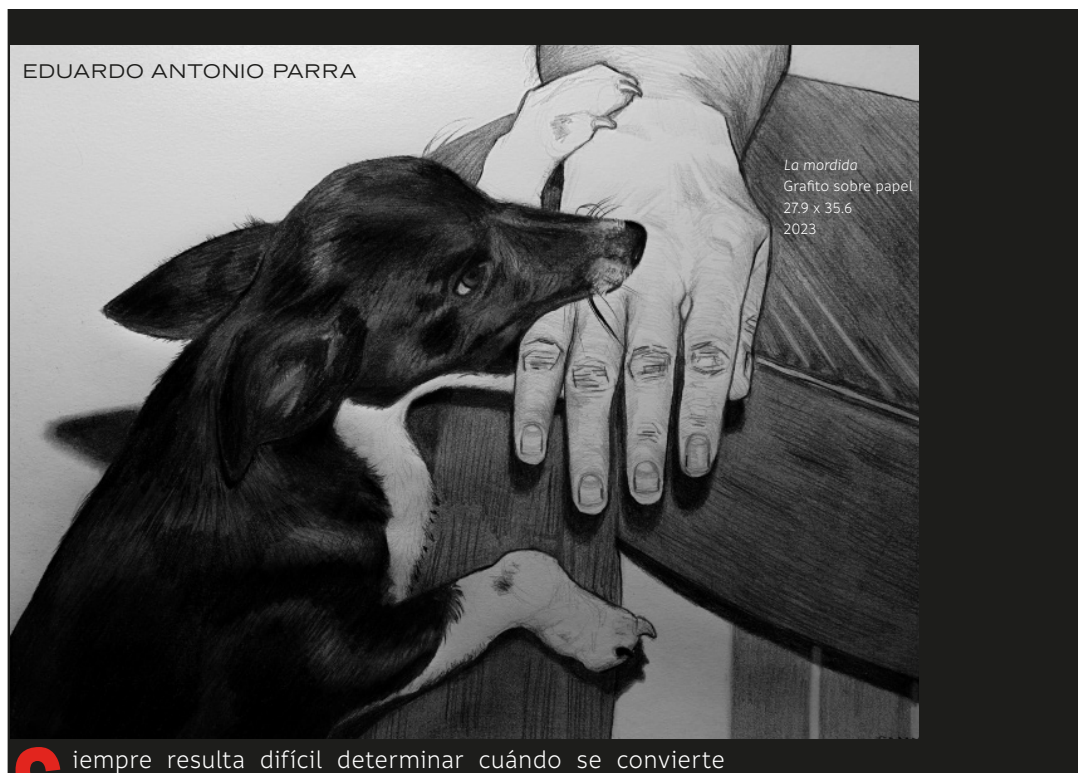 EDUARDO ANTONIO PARRA
La mordida
Grafito sobre papel
27.9 x 35.6
2023
Siempre resulta difícil determinar cuándo se convierte